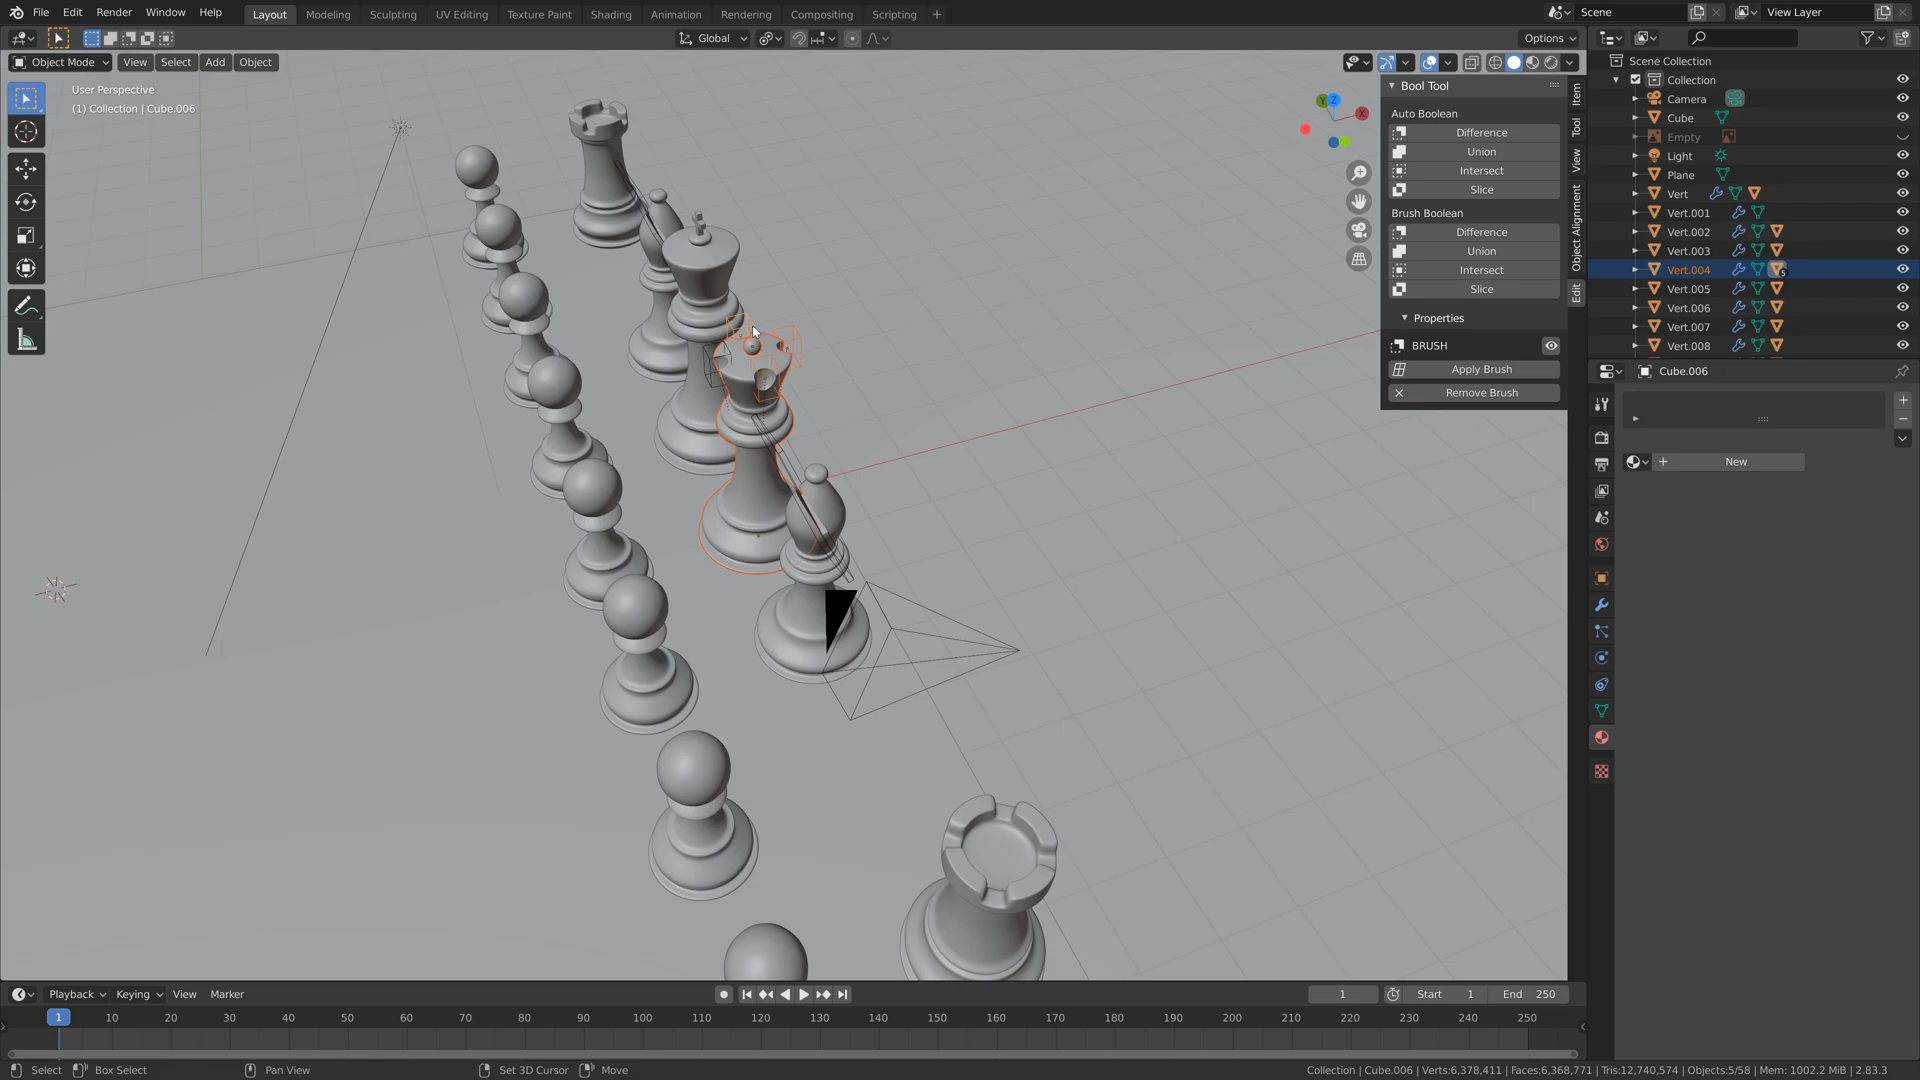 File Edit Render Window Help Layout Modeling Sculpting UV Editing Texture Paint Shading Animation Rendering Compositing Scripting + Scene View Layer
Global Options
Object Mode View Select Add Object
User Perspective
(1) Collection | Cube.006
Bool Tool
Auto Boolean
Difference
Union
Intersect
Slice
Brush Boolean
Difference
Union
Intersect
Slice
Properties
BRUSH
Apply Brush
Remove Brush
Y Z X
Item
Tool
View
Object Alignment
Edit
Scene Collection
Collection
Camera
Cube
Empty
Light
Plane
Vert
Vert.001
Vert.002
Vert.003
Vert.004 5
Vert.005
Vert.006
Vert.007
Vert.008
Cube.006
+ New
Playback Keying View Marker 1 Start 1 End 250
1 10 20 30 40 50 60 70 80 90 100 110 120 130 140 150 160 170 180 190 200 210 220 230 240 250
Select Box Select Pan View Set 3D Cursor Move Collection | Cube.006 | Verts:6,378,411 | Faces:6,368,771 | Tris:12,740,574 | Objects:5/58 | Mem: 1002.2 MiB | 2.83.3